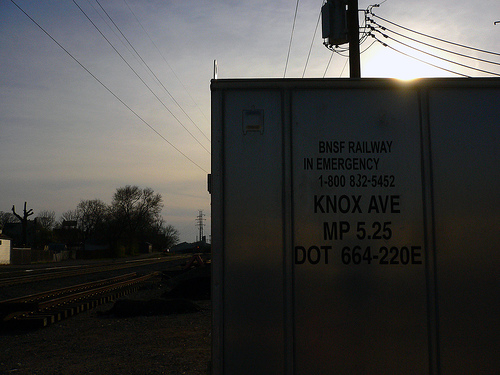 BNSF RAILWAY
IN EMERGENCY
1-800 832-5452
KNOX AVE
MP 5.25
DOT 664-220E